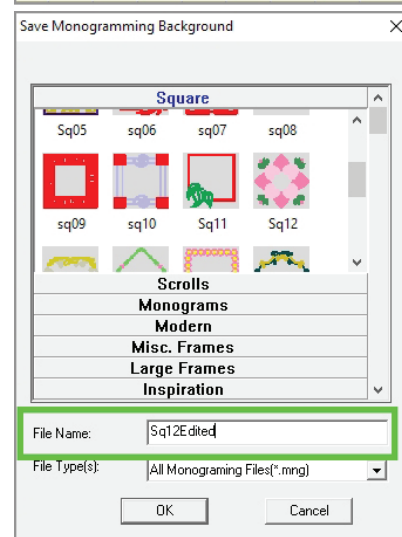 Save Monogramming Background
Square
Sq05 sq06 sq07 sq08
sq09 sq10 Sq11 Sq12
Scrolls
Monograms
Modern
Misc. Frames
Large Frames
Inspiration
File Name: Sq12Edited
File Type(s): All Monograming Files(*.mng)
OK Cancel